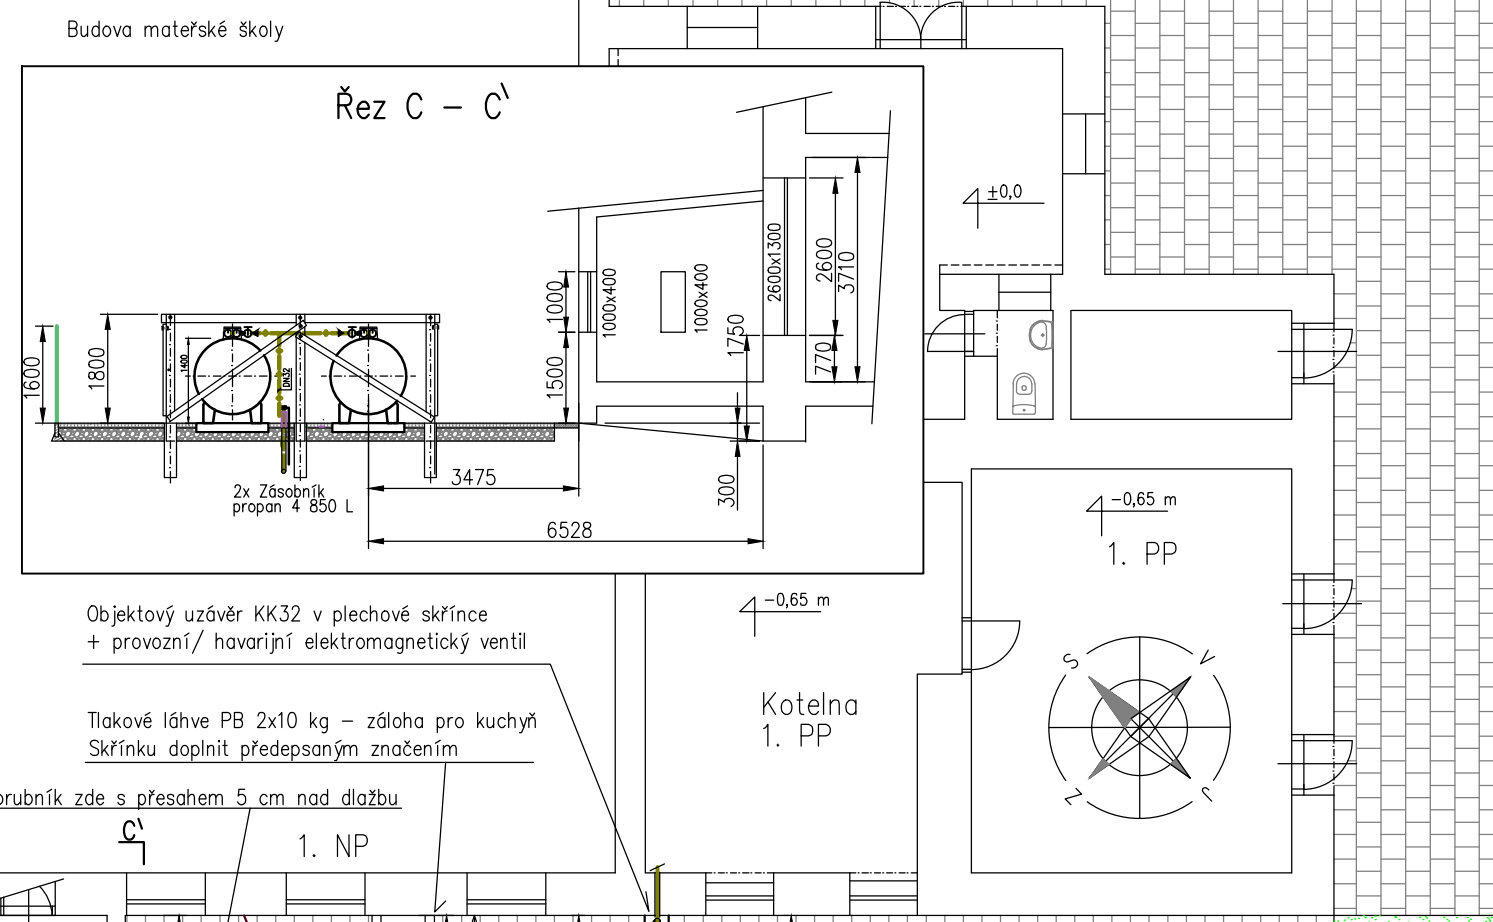 Budova mateřské školy
Řez C – C'
±0,0
2600x1300
2600
3710
1000
1000x400
1000x400
1750
770
1600
1800
1400
DN32
1500
3475
300
2x Zásobník
propan 4 850 L
6528
-0,65 m
1. PP
Objektový uzávěr KK32 v plechové skřínce
+ provozní/ havarijní elektromagnetický ventil
-0,65 m
S
V
Z
J
Kotelna
1. PP
Tlakové láhve PB 2x10 kg – záloha pro kuchyň
Skřínku doplnit předepsaným značením
orubník zde s přesahem 5 cm nad dlažbu
C'
1. NP